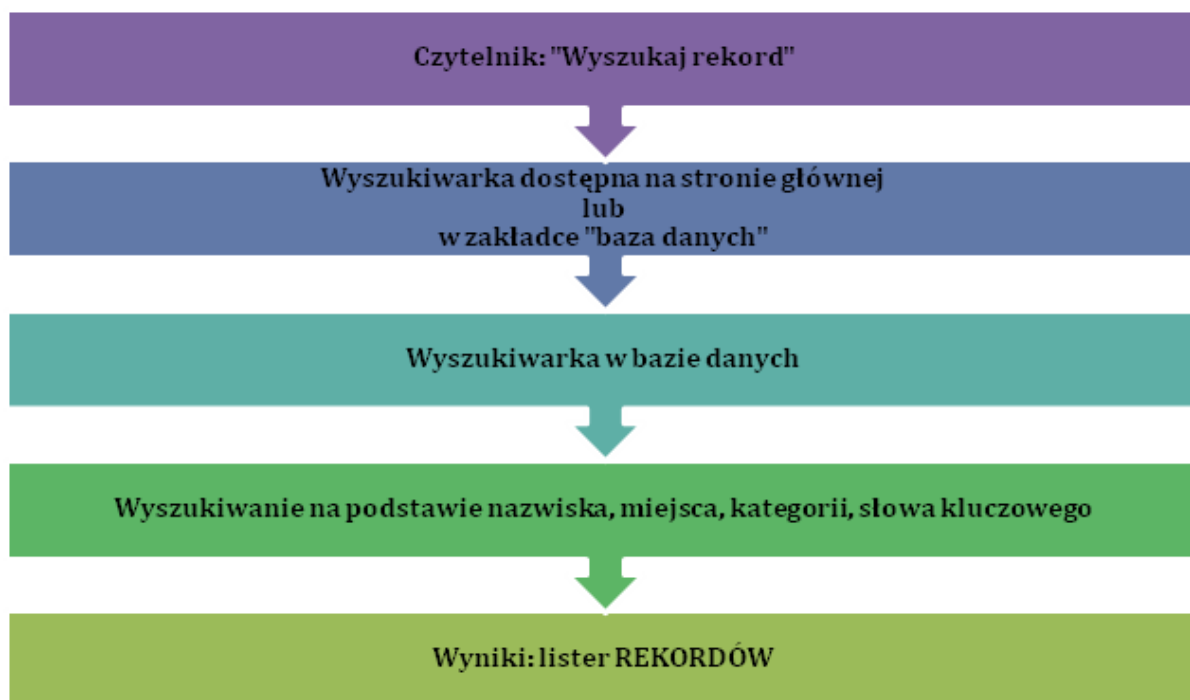 Czytelnik: "Wyszukaj rekord"
Wyszukiwarka dostępna na stronie głównej
lub
w zakładce "baza danych"
Wyszukiwarka w bazie danych
Wyszukiwanie na podstawie nazwiska, miejsca, kategorii, słowa kluczowego
Wyniki: lister REKORDÓW